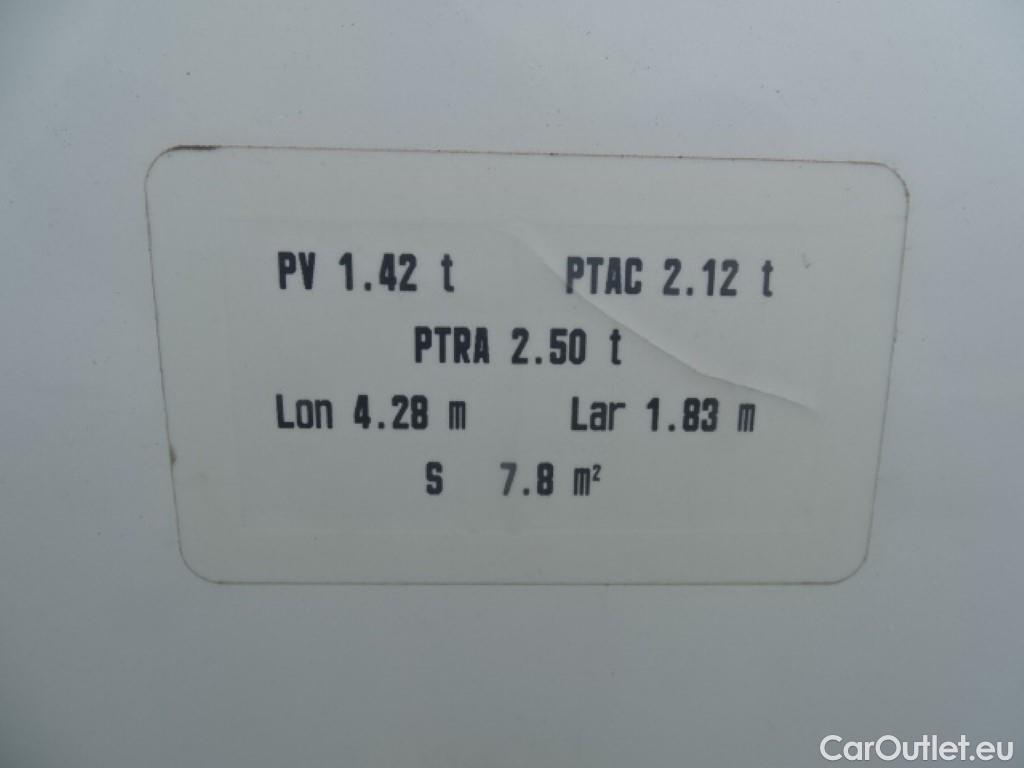 PV 1.42 t PTAC 2.12 t
PTRA 2.50 t
Lon 4.28 m Lar 1.83 m
S 7.8 m²
CarOutlet.eu